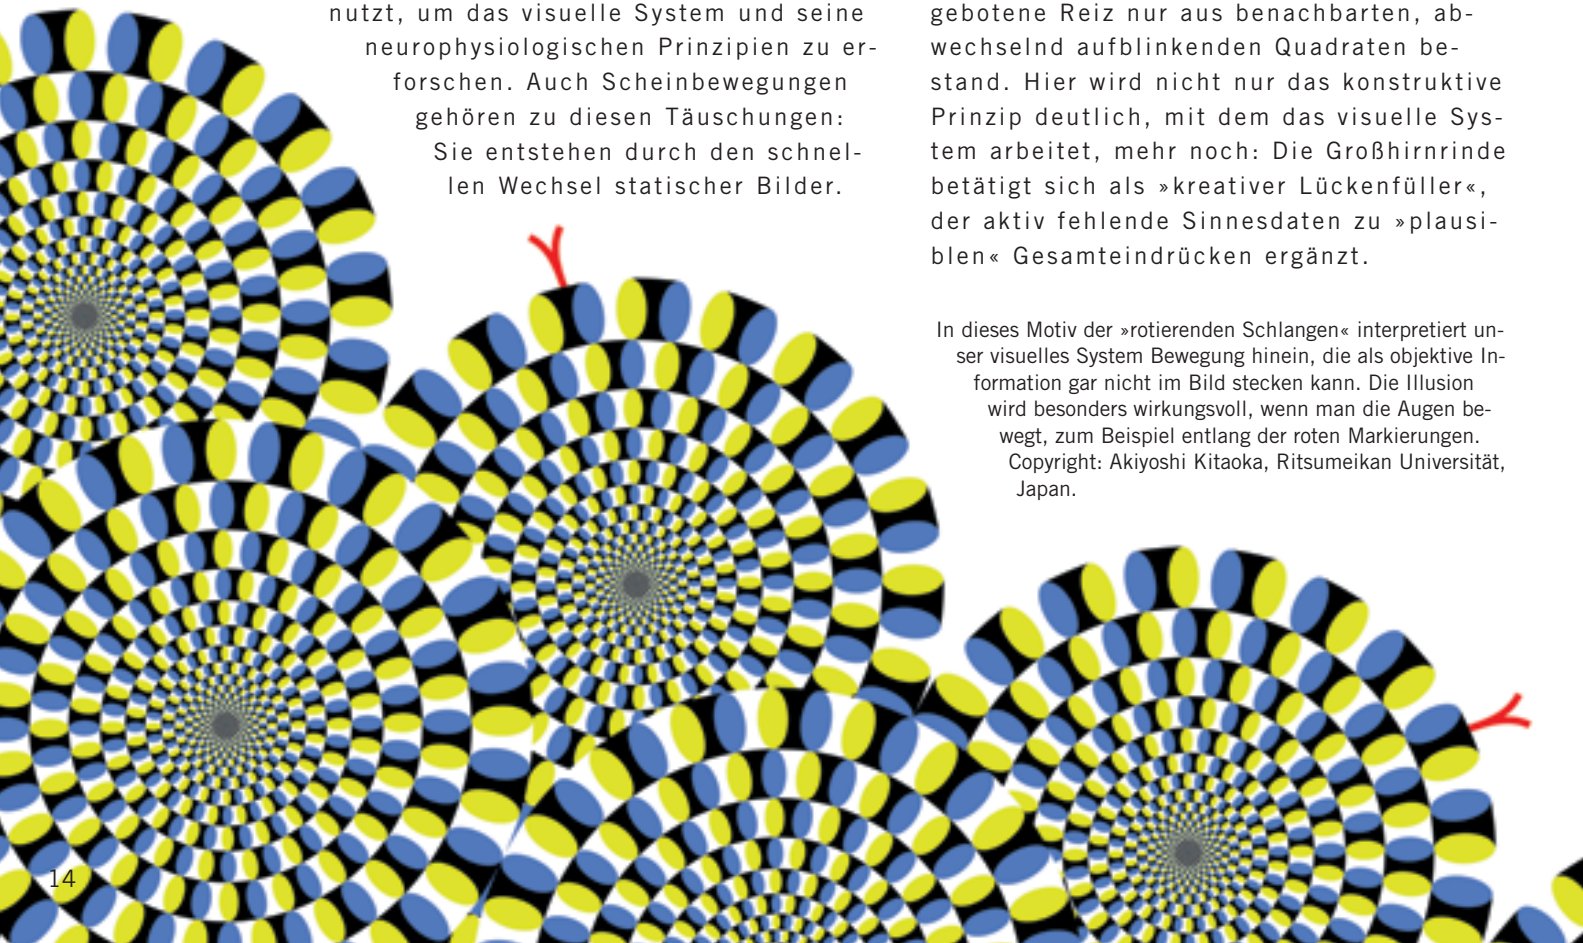 nutzt, um das visuelle System und seine
neurophysiologischen Prinzipien zu er-
forschen. Auch Scheinbewegungen
gehören zu diesen Täuschungen:
Sie entstehen durch den schnel-
len Wechsel statischer Bilder.
gebotene Reiz nur aus benachbarten, ab-
wechselnd aufblinkenden Quadraten be-
stand. Hier wird nicht nur das konstruktive
Prinzip deutlich, mit dem das visuelle Sys-
tem arbeitet, mehr noch: Die Großhirnrinde
betätigt sich als »kreativer Lückenfüller«,
der aktiv fehlende Sinnesdaten zu »plausi-
blen« Gesamteindrücken ergänzt.
In dieses Motiv der »rotierenden Schlangen« interpretiert un-
ser visuelles System Bewegung hinein, die als objektive In-
formation gar nicht im Bild stecken kann. Die Illusion
wird besonders wirkungsvoll, wenn man die Augen be-
wegt, zum Beispiel entlang der roten Markierungen.
Copyright: Akiyoshi Kitaoka, Ritsumeikan Universität,
Japan.
14